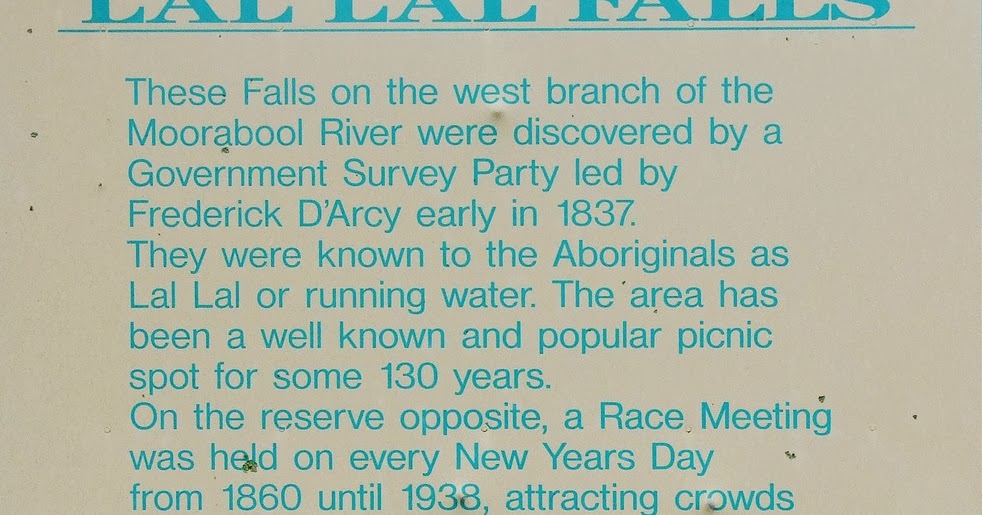 LAL LAL FALLS
These Falls on the west branch of the
Moorabool River were discovered by a
Government Survey Party led by
Frederick D'Arcy early in 1837.
They were known to the Aboriginals as
Lal Lal or running water. The area has
been a well known and popular picnic
spot for some 130 years.
On the reserve opposite, a Race Meeting
was held on every New Years Day
from 1860 until 1938, attracting crowds